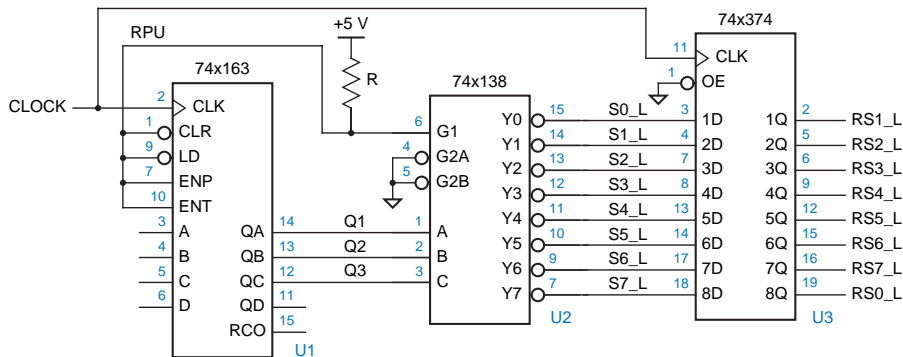 +5 V
RPU
R
CLOCK
74x163
2 CLK
1 CLR
9 LD
7 ENP
10 ENT
3 A
4 B
5 C
6 D
QA 14
QB 13
QC 12
QD 11
RCO 15
U1
Q1
Q2
Q3
74x138
6 G1
4 G2A
5 G2B
1 A
2 B
3 C
Y0 15
Y1 14
Y2 13
Y3 12
Y4 11
Y5 10
Y6 9
Y7 7
U2
S0_L
S1_L
S2_L
S3_L
S4_L
S5_L
S6_L
S7_L
74x374
11 CLK
1 OE
3 1D
4 2D
7 3D
8 4D
13 5D
14 6D
17 7D
18 8D
1Q 2 RS1_L
2Q 5 RS2_L
3Q 6 RS3_L
4Q 9 RS4_L
5Q 12 RS5_L
6Q 15 RS6_L
7Q 16 RS7_L
8Q 19 RS0_L
U3